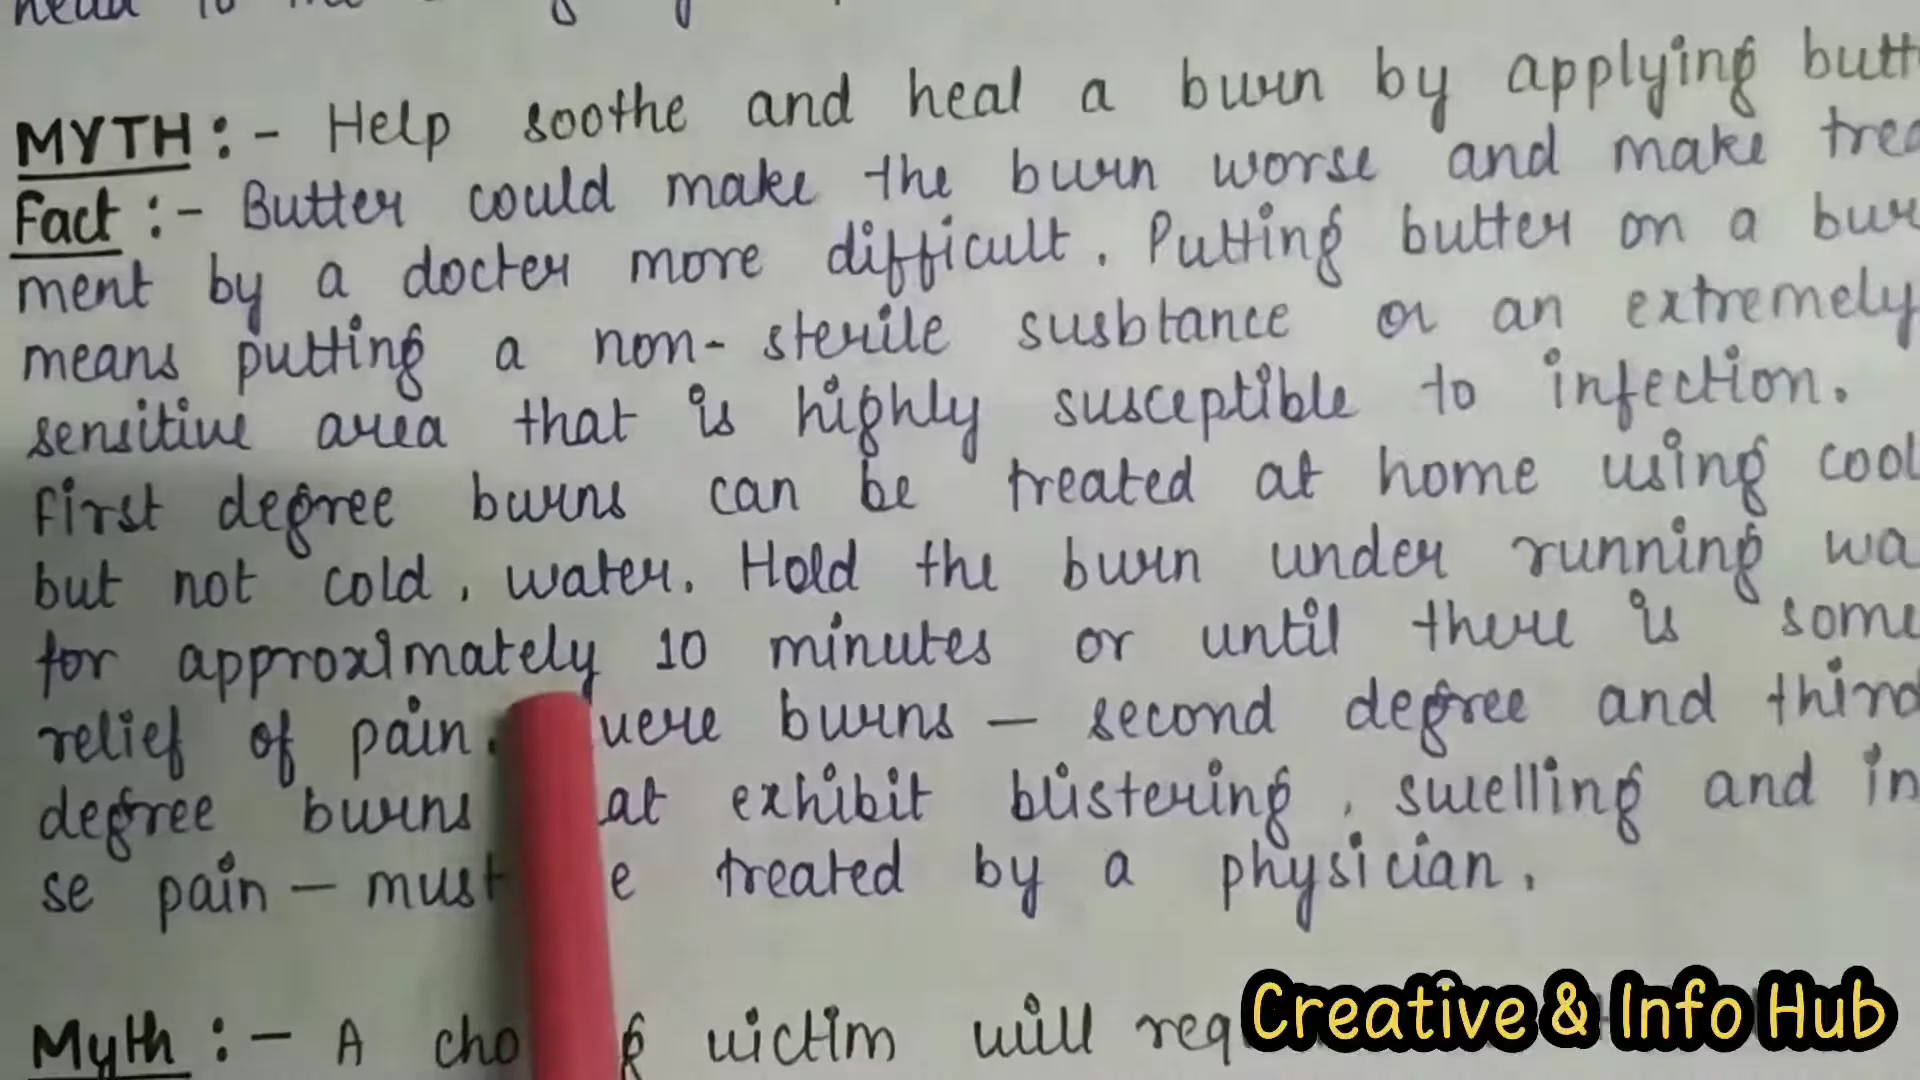 head to the
MYTH :- Help soothe and heal a burn by applying butt
Fact :- Butter could make the burn worse and make trea
ment by a docter more difficult. Putting butter on a bur
means putting a non-sterile susbtance or an extremely
sensitive area that is highly susceptible to infection.
First degree burns can be treated at home using cool
but not cold, water. Hold the burn under running wa
for approximately 10 minutes or until there is some
relief of pain. vere burns — second degree and third
degree burns at exhibit blistering, swelling and in
se pain — must e treated by a physician.
Myth :- A cho g victim will req
Creative & Info Hub